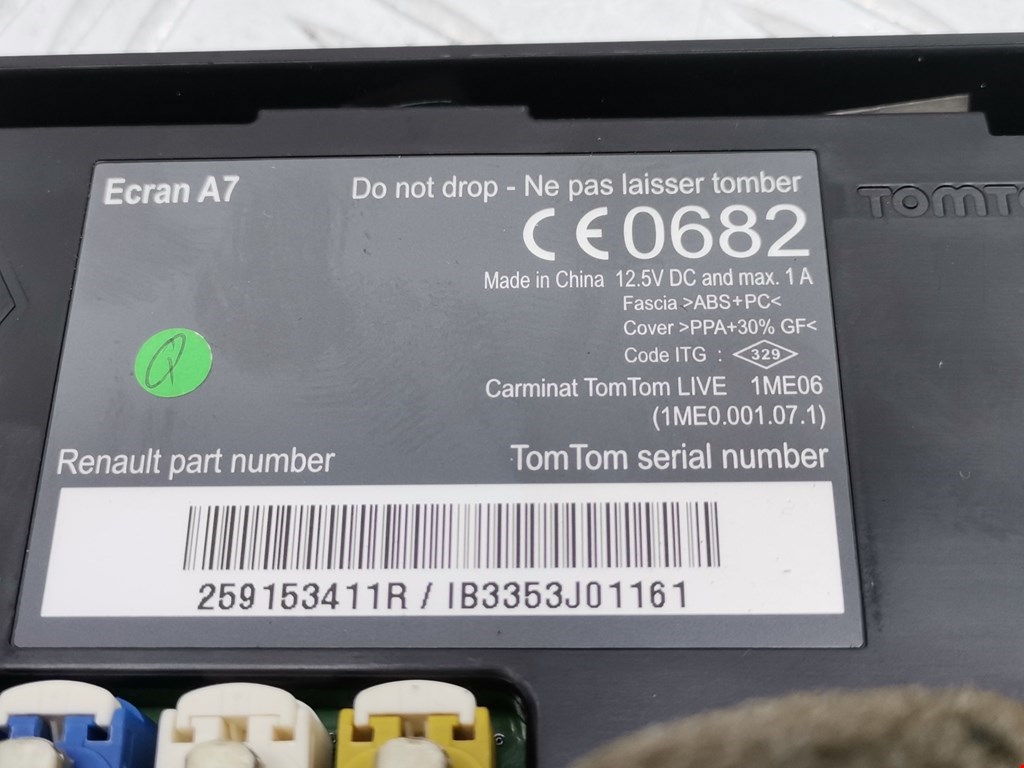 Ecran A7
Do not drop - Ne pas laisser tomber
TOMTO
CE 0682
Made in China 12.5V DC and max. 1 A
Fascia >ABS+PC<
Cover >PPA+30% GF<
Code ITG : 329
Carminat TomTom LIVE 1ME06
(1ME0.001.07.1)
Renault part number
TomTom serial number
259153411R / IB3353J01161
Q